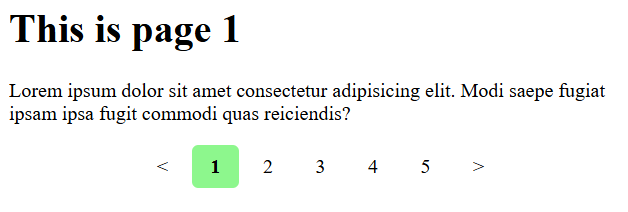 This is page 1
Lorem ipsum dolor sit amet consectetur adipisicing elit. Modi saepe fugiat
ipsam ipsa fugit commodi quas reiciendis?
< 1 2 3 4 5 >